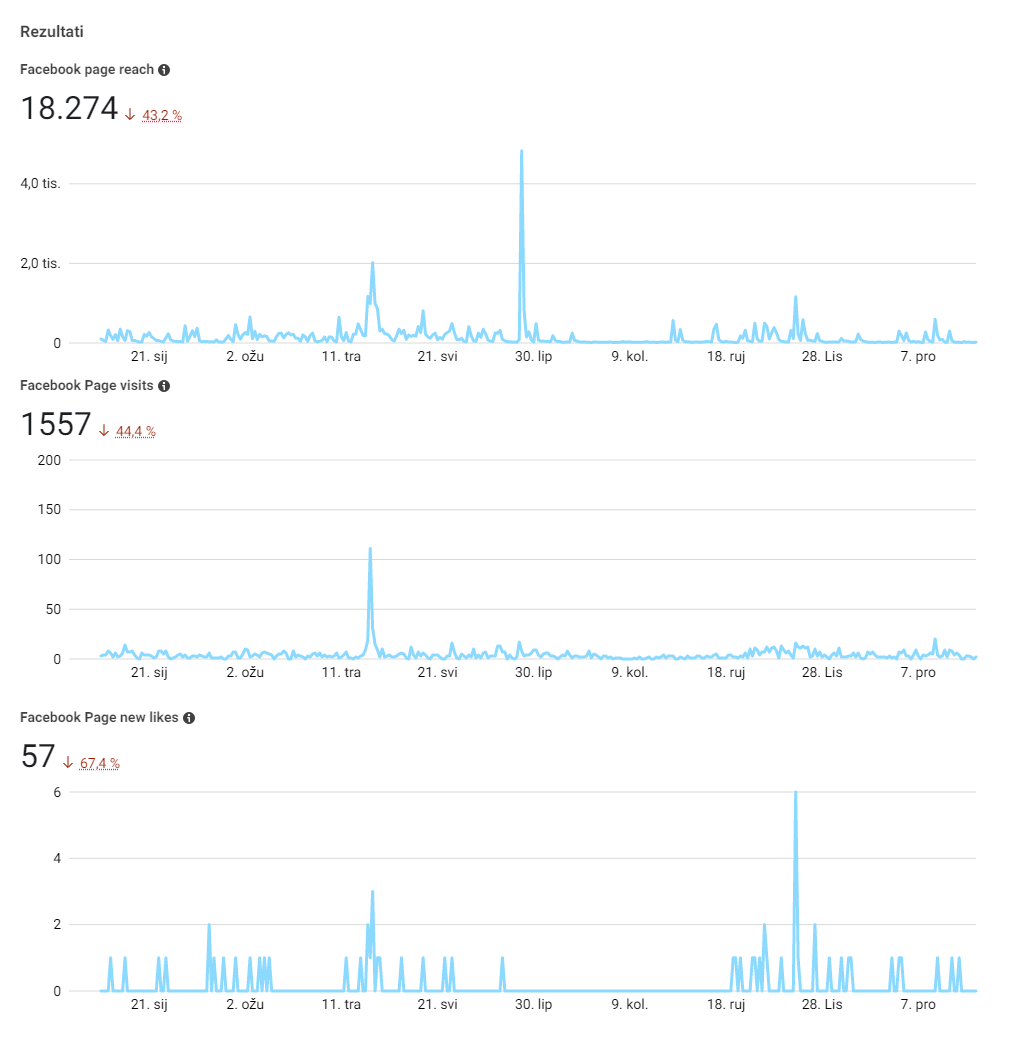 Rezultati
Facebook page reach
18.274 ↓ 43,2 %
4,0 tis.
2,0 tis.
0
21. sij 2. ožu 11. tra 21. svi 30. lip 9. kol. 18. ruj 28. Lis 7. pro
Facebook Page visits
1557 ↓ 44,4 %
200
150
100
50
0
21. sij 2. ožu 11. tra 21. svi 30. lip 9. kol. 18. ruj 28. Lis 7. pro
Facebook Page new likes
57 ↓ 67,4 %
6
4
2
0
21. sij 2. ožu 11. tra 21. svi 30. lip 9. kol. 18. ruj 28. Lis 7. pro